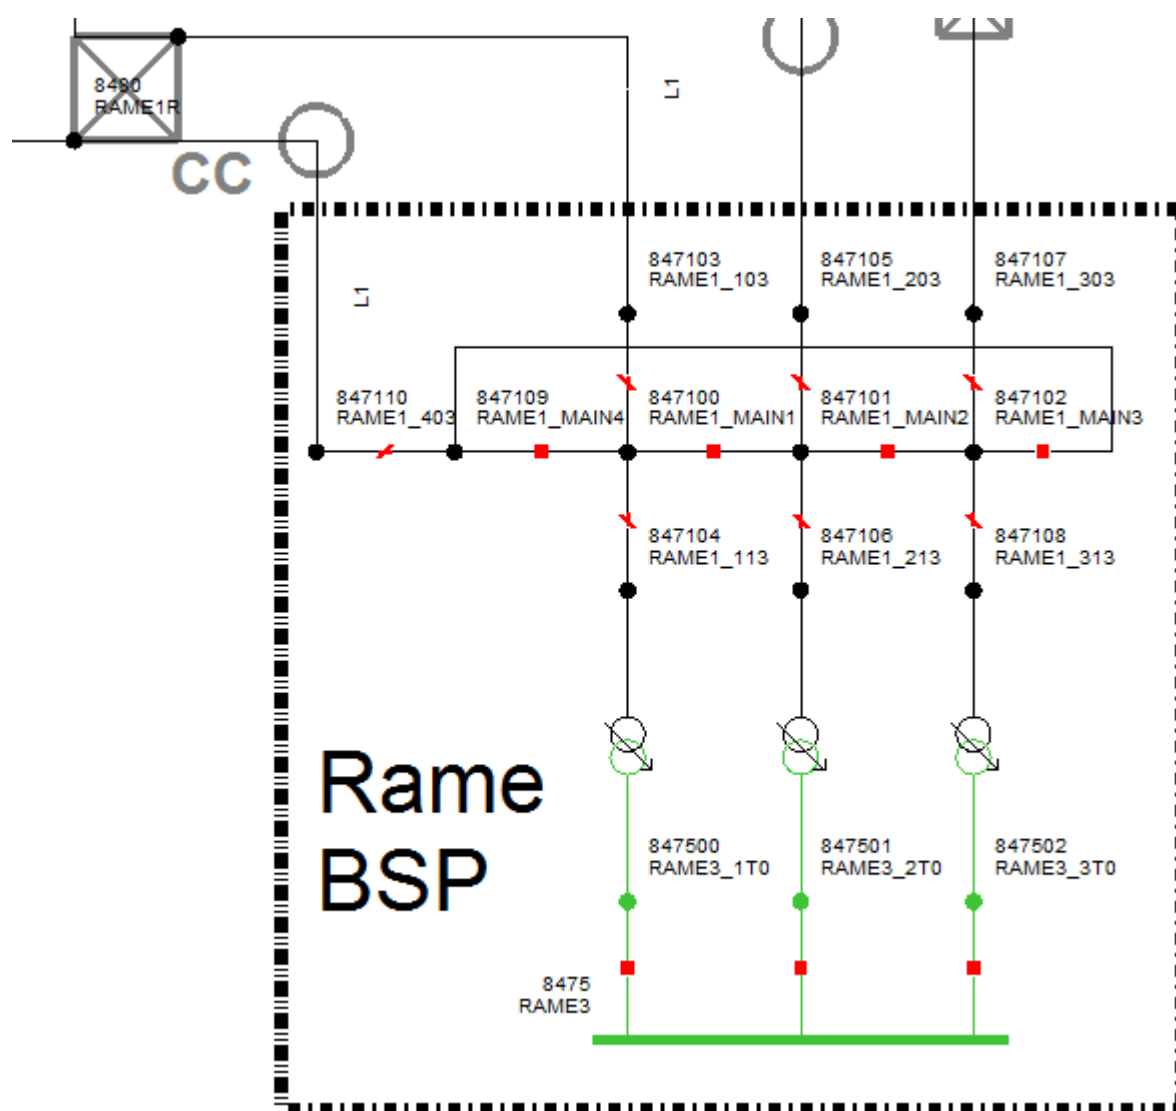 8480
RAME1R
CC
L1
L1
847103
RAME1_103
847105
RAME1_203
847107
RAME1_303
847110
RAME1_403
847109
RAME1_MAIN4
847100
RAME1_MAIN1
847101
RAME1_MAIN2
847102
RAME1_MAIN3
847104
RAME1_113
847106
RAME1_213
847108
RAME1_313
Rame
BSP
847500
RAME3_1T0
847501
RAME3_2T0
847502
RAME3_3T0
8475
RAME3